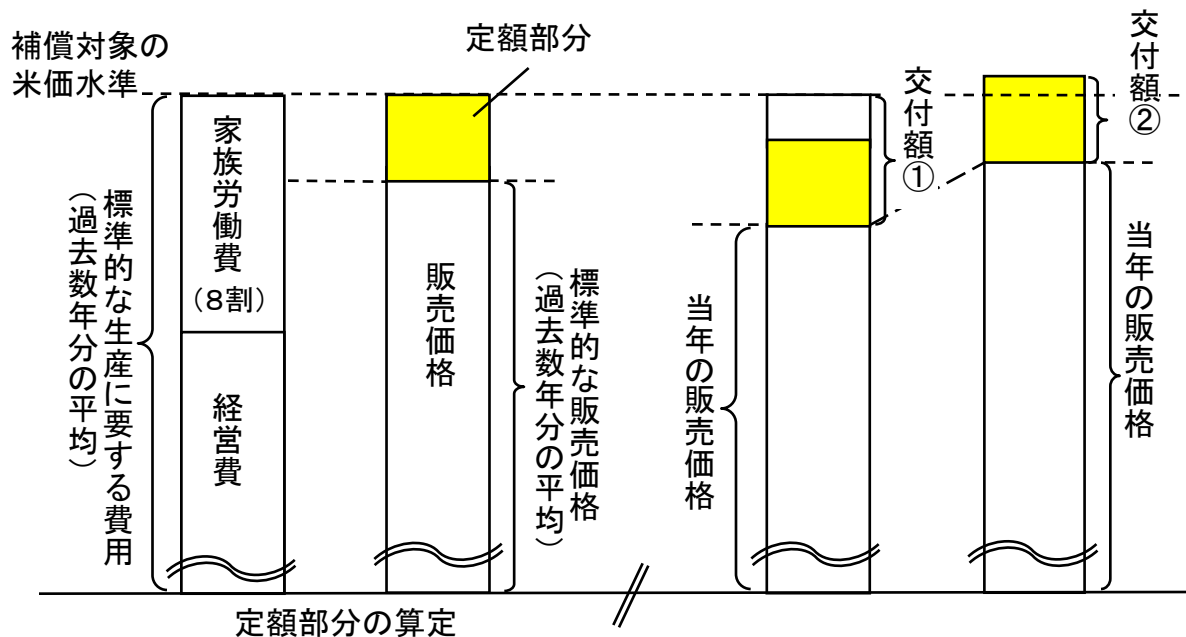 補償対象の
米価水準
定額部分
標準的な生産に要する費用
（過去数年分の平均）
家族労働費
（８割）
経営費
販売価格
標準的な販売価格
（過去数年分の平均）
当年の販売価格
交付額①
交付額②
当年の販売価格
定額部分の算定